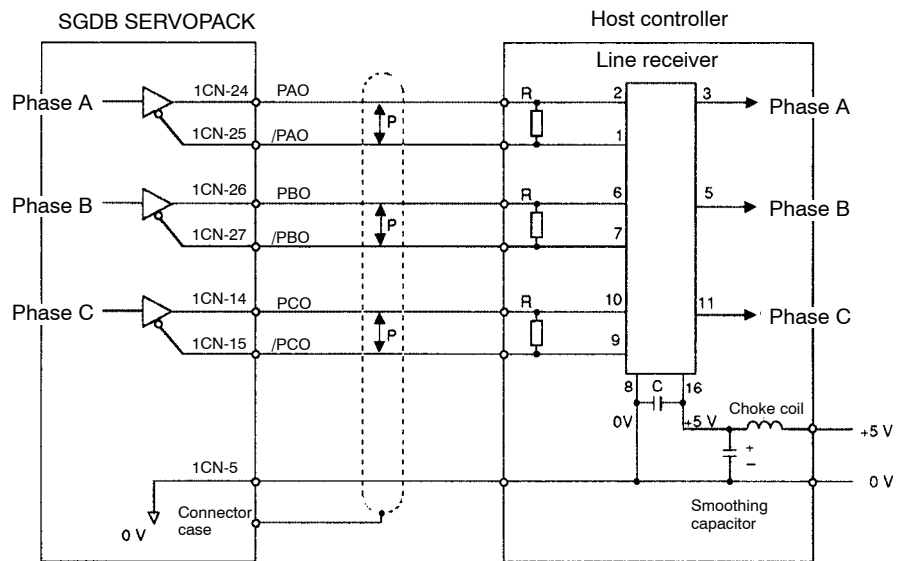 SGDB SERVOPACK
Host controller
Line receiver
Phase A
1CN-24
PAO
1CN-25
/PAO
P
R
2
1
3
Phase A
Phase B
1CN-26
PBO
1CN-27
/PBO
P
R
6
7
5
Phase B
Phase C
1CN-14
PCO
1CN-15
/PCO
P
R
10
9
11
Phase C
8
C
16
0V
+5 V
Choke coil
+5 V
+
−
1CN-5
0 V
0 V
Connector
case
Smoothing
capacitor